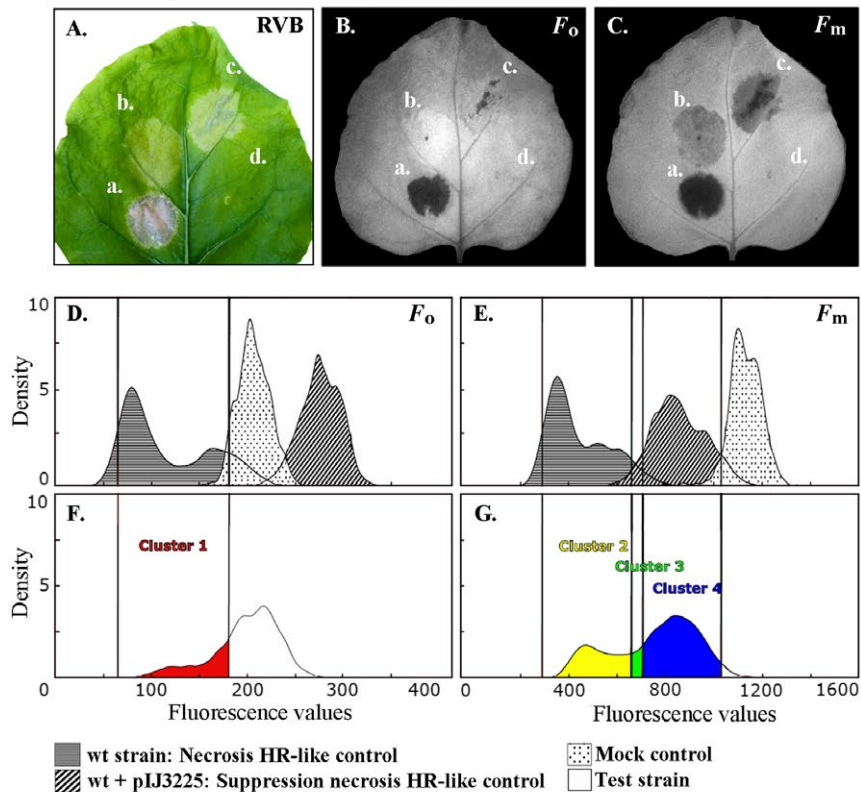 A. RVB
B. Fo
C. Fm
a.
b.
c.
d.
a.
b.
c.
d.
a.
b.
c.
d.
10
D. Fo
Density
5
0
E. Fm
10
F.
Density
5
0
Cluster 1
100
200
300
400
Fluorescence values
G.
Cluster 2
Cluster 3
Cluster 4
0
400
800
1200
1600
Fluorescence values
wt strain: Necrosis HR-like control
Mock control
wt + pIJ3225: Suppression necrosis HR-like control
Test strain